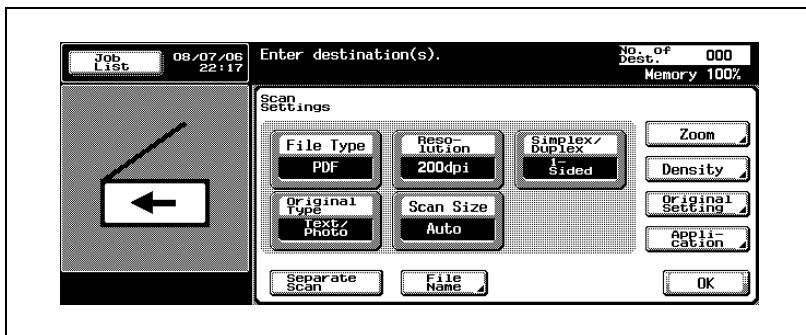 Job
List
08/07/06
22:17
Enter destination(s).
No. of
Dest.
000
Memory 100%
Scan
Settings
File Type
PDF
Reso-
lution
200dpi
Simplex/
Duplex
1-
Sided
Zoom
Density
Original
Type
Text/
Photo
Scan Size
Auto
Original
Setting
Appli-
cation
Separate
Scan
File
Name
OK